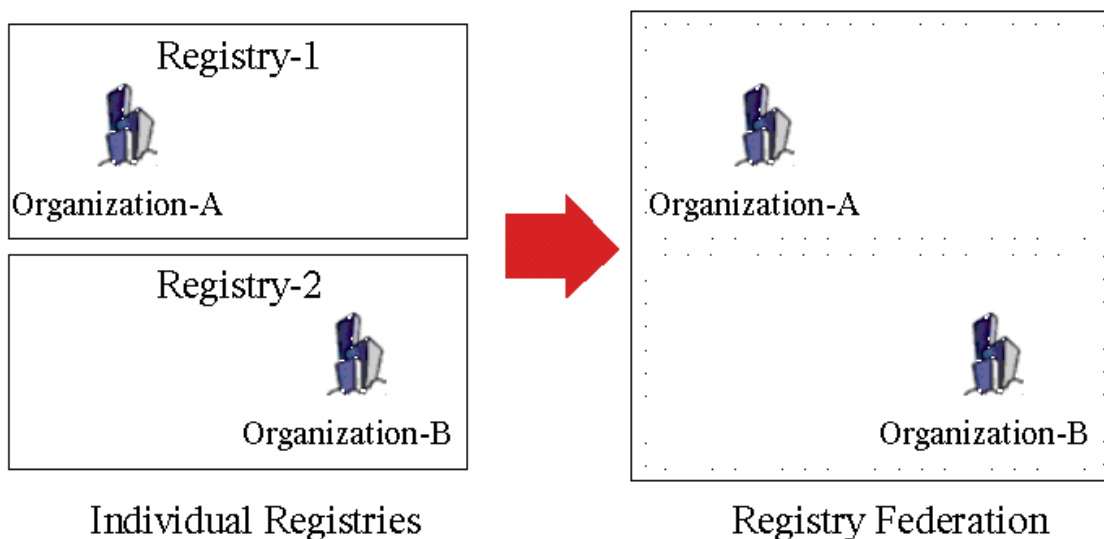 Registry-1
Organization-A
Registry-2
Organization-B
Individual Registries
Organization-A
Organization-B
Registry Federation